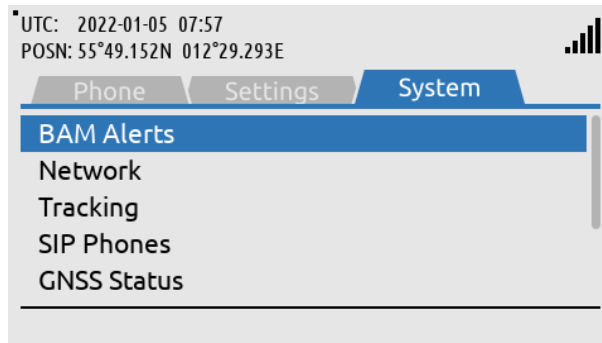 UTC: 2022-01-05 07:57
POSN: 55°49.152N 012°29.293E
Phone Settings System
BAM Alerts
Network
Tracking
SIP Phones
GNSS Status